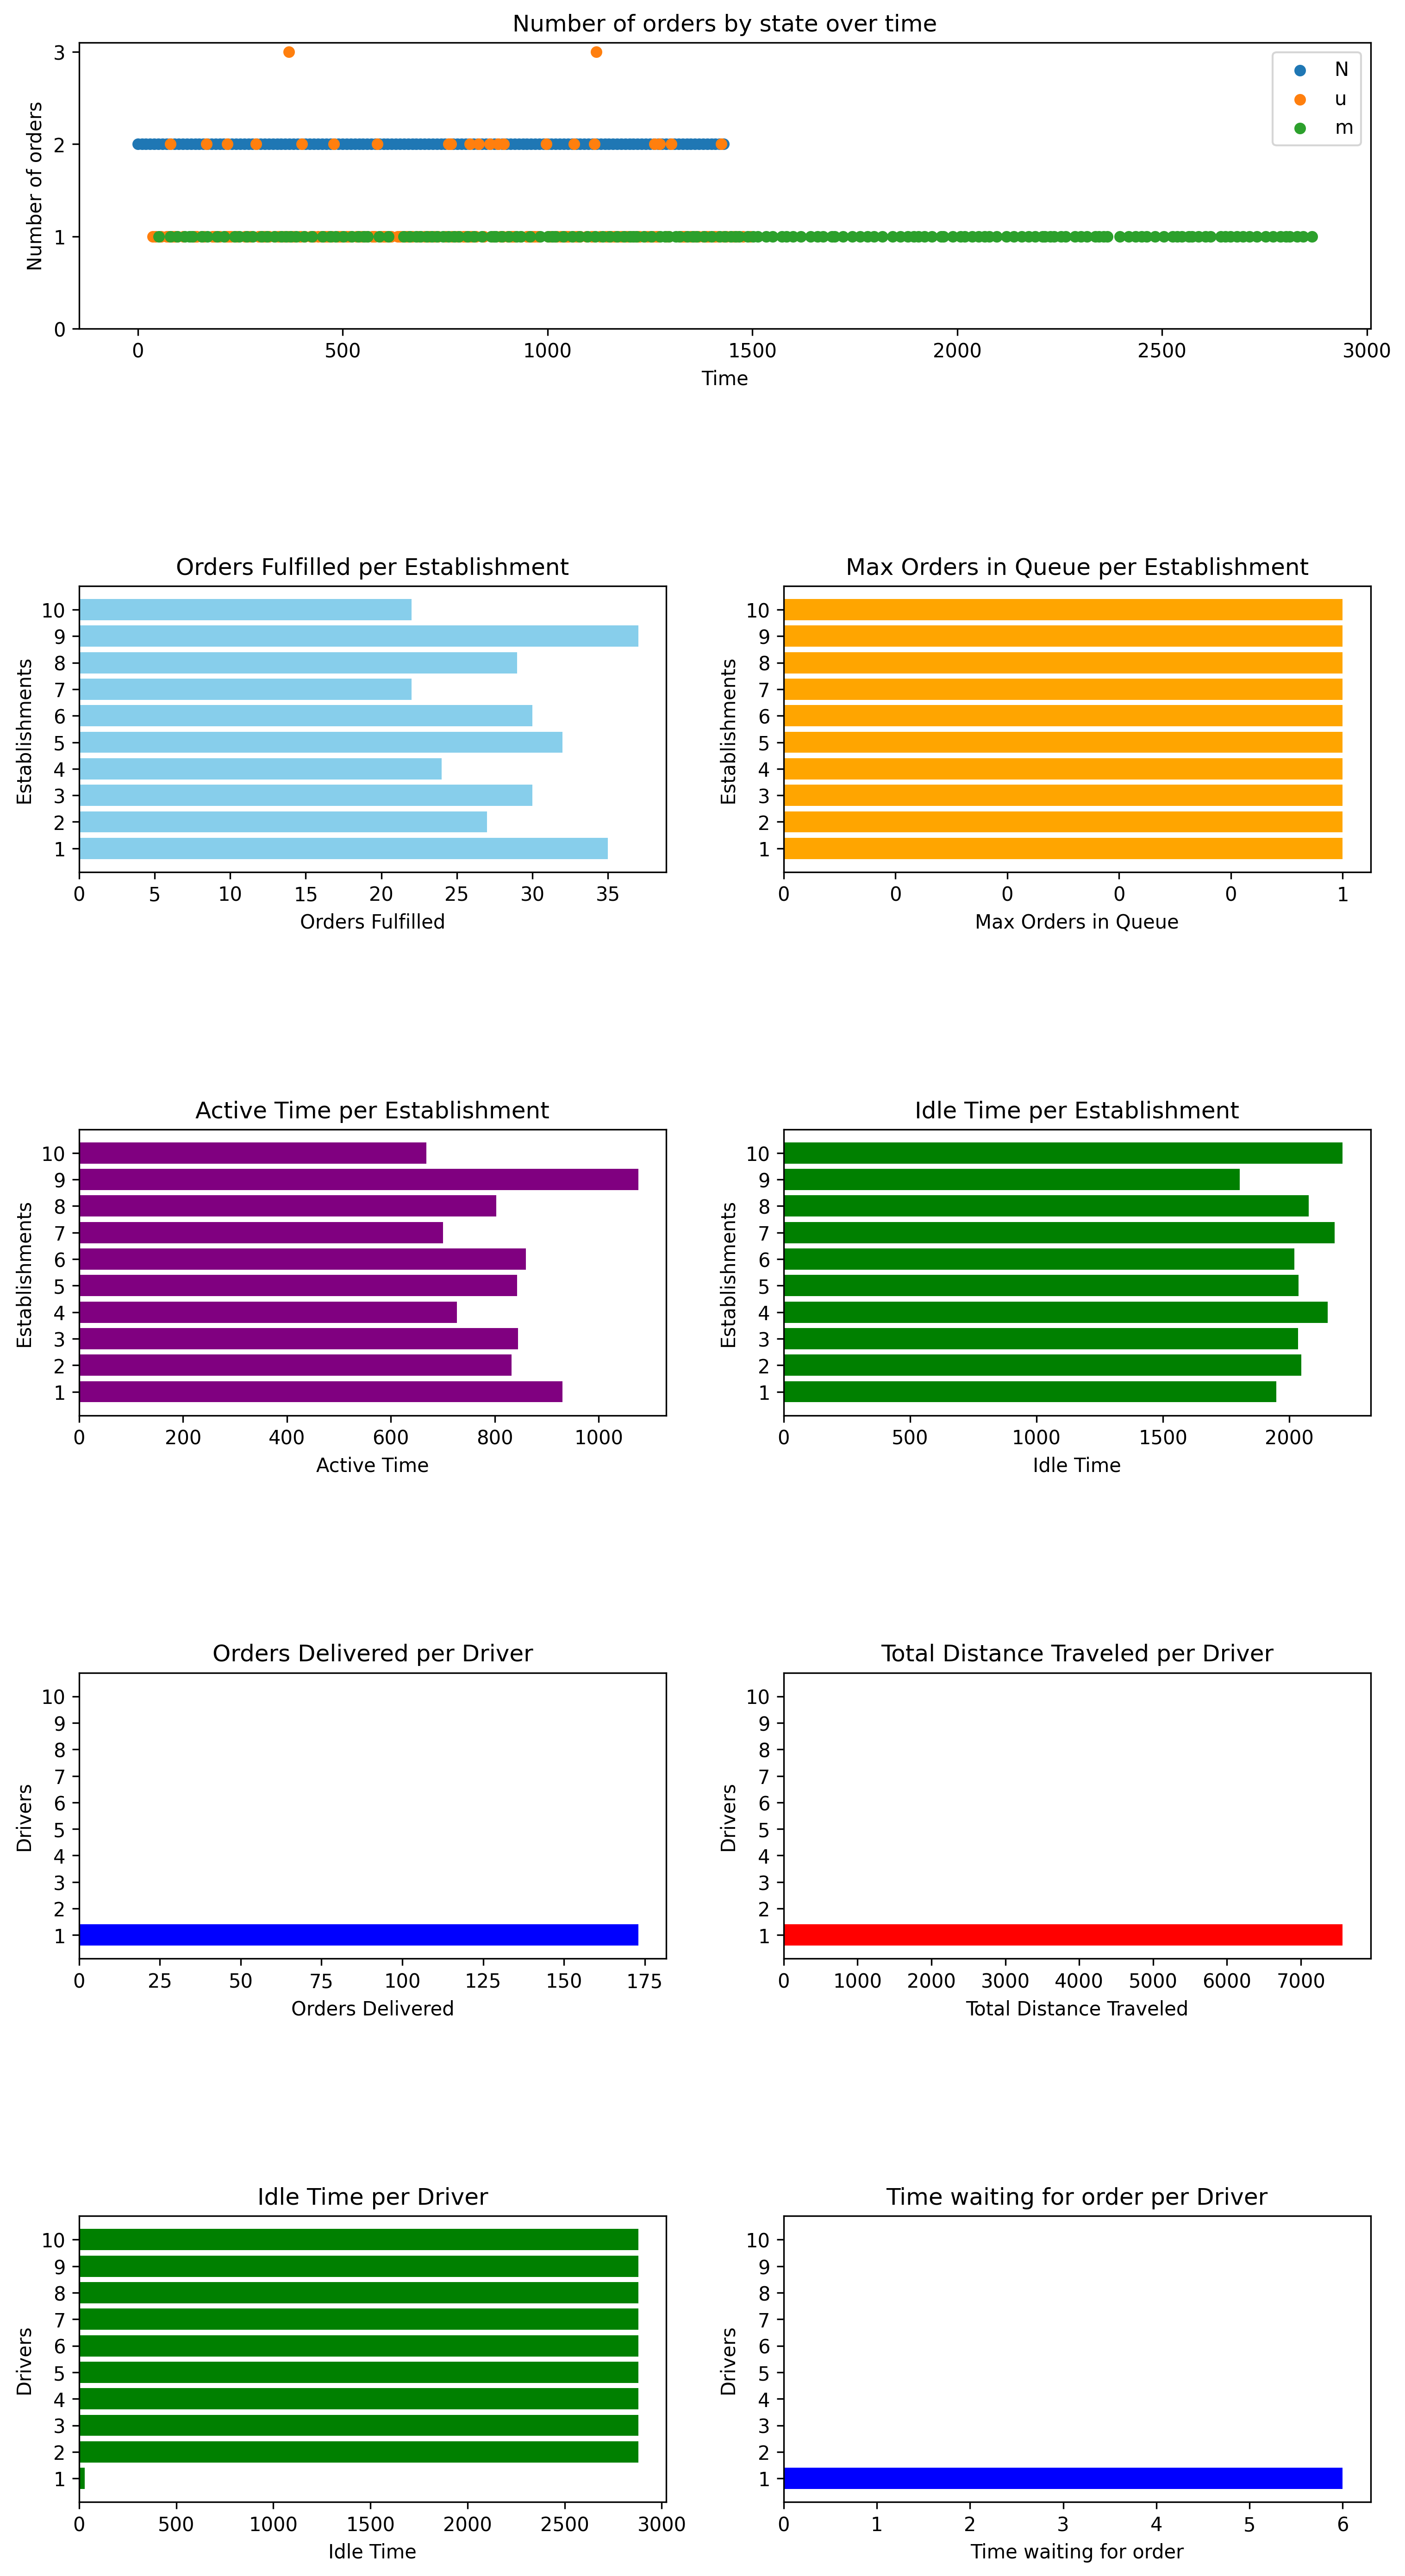 Number of orders by state over time
Number of orders
3
2
1
0
N
u
m
0 500 1000 1500 2000 2500 3000
Time
Orders Fulfilled per Establishment
Establishments
10
9
8
7
6
5
4
3
2
1
0 5 10 15 20 25 30 35
Orders Fulfilled
Max Orders in Queue per Establishment
Establishments
10
9
8
7
6
5
4
3
2
1
0 0 0 0 0 1
Max Orders in Queue
Active Time per Establishment
Establishments
10
9
8
7
6
5
4
3
2
1
0 200 400 600 800 1000
Active Time
Idle Time per Establishment
Establishments
10
9
8
7
6
5
4
3
2
1
0 500 1000 1500 2000
Idle Time
Orders Delivered per Driver
Drivers
10
9
8
7
6
5
4
3
2
1
0 25 50 75 100 125 150 175
Orders Delivered
Total Distance Traveled per Driver
Drivers
10
9
8
7
6
5
4
3
2
1
0 1000 2000 3000 4000 5000 6000 7000
Total Distance Traveled
Idle Time per Driver
Drivers
10
9
8
7
6
5
4
3
2
1
0 500 1000 1500 2000 2500 3000
Idle Time
Time waiting for order per Driver
Drivers
10
9
8
7
6
5
4
3
2
1
0 1 2 3 4 5 6
Time waiting for order